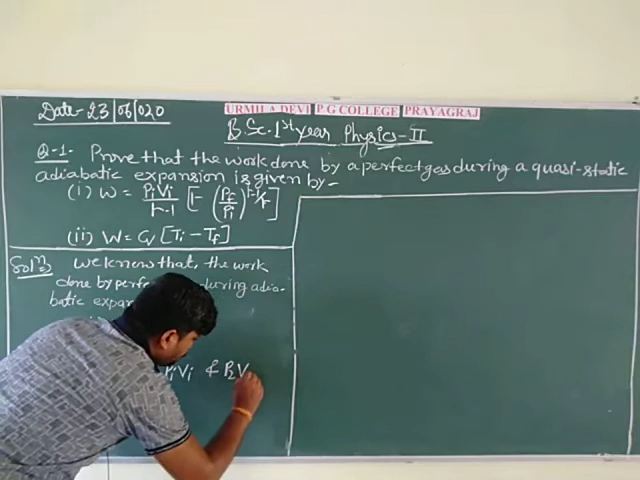 Date- 23/06/020
URMILA DEVI P.G COLLEGE PRAYAGRAJ
B.Sc. 1st year Physics-II
Q-1. Prove that the work done by a perfect gas during a quasi-static
adiabatic expansion is given by -
(i) W = PiVi/r-1 [1- (Pf/Pi)^1-1/r]
(ii) W = Cv [Ti - Tf]
Soln⇒ We know that, the work
done by perfe during adia-
batic expan
PiVi & P2V